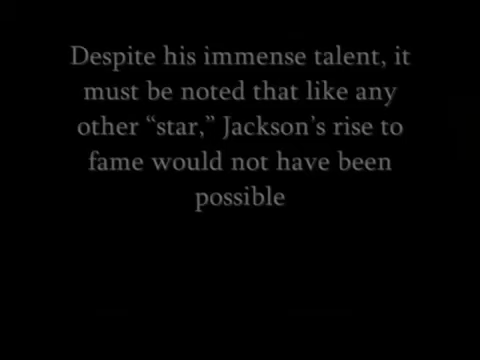 Despite his immense talent, it
must be noted that like any
other “star,” Jackson’s rise to
fame would not have been
possible